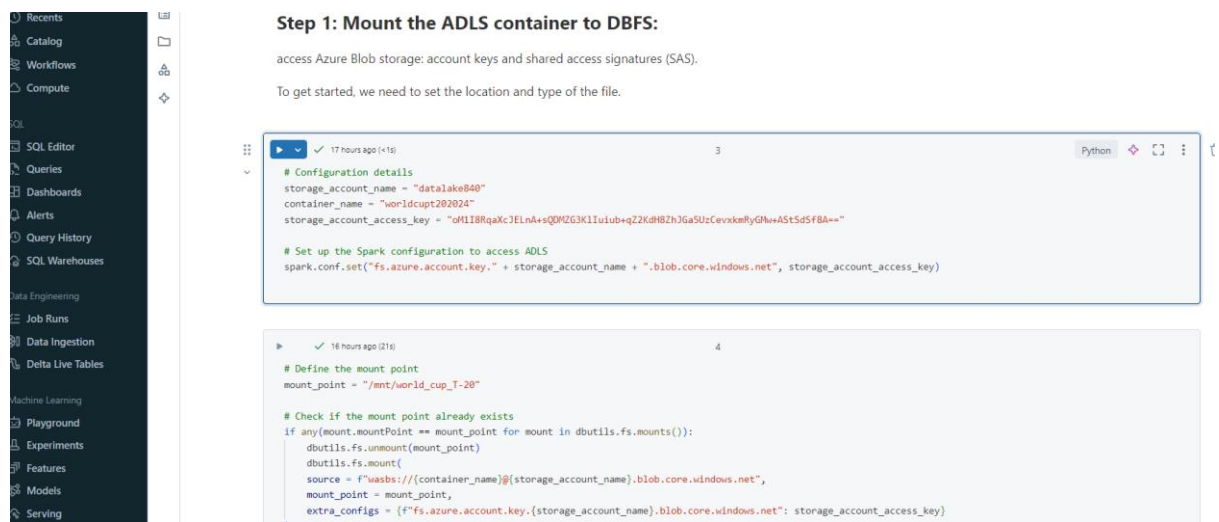 Recents
Catalog
Workflows
Compute
SQL
SQL Editor
Queries
Dashboards
Alerts
Query History
SQL Warehouses
Data Engineering
Job Runs
Data Ingestion
Delta Live Tables
Machine Learning
Playground
Experiments
Features
Models
Serving
Step 1: Mount the ADLS container to DBFS:
access Azure Blob storage: account keys and shared access signatures (SAS).
To get started, we need to set the location and type of the file.
17 hours ago (<1s)
3
Python
# Configuration details
storage_account_name = "datalake840"
container_name = "worldcupt202024"
storage_account_access_key =
# Set up the Spark configuration to access ADLS
spark.conf.set("fs.azure.account.key." + storage_account_name + ".blob.core.windows.net", storage_account_access_key)
16 hours ago (21s)
4
# Define the mount point
mount_point = "/mnt/world_cup_T-20"
# Check if the mount point already exists
if any(mount.mountPoint == mount_point for mount in dbutils.fs.mounts()):
dbutils.fs.unmount(mount_point)
dbutils.fs.mount(
source = f"wasbs://{container_name}@{storage_account_name}.blob.core.windows.net",
mount_point = mount_point,
extra_configs = {f"fs.azure.account.key.{storage_account_name}.blob.core.windows.net": storage_account_access_key}